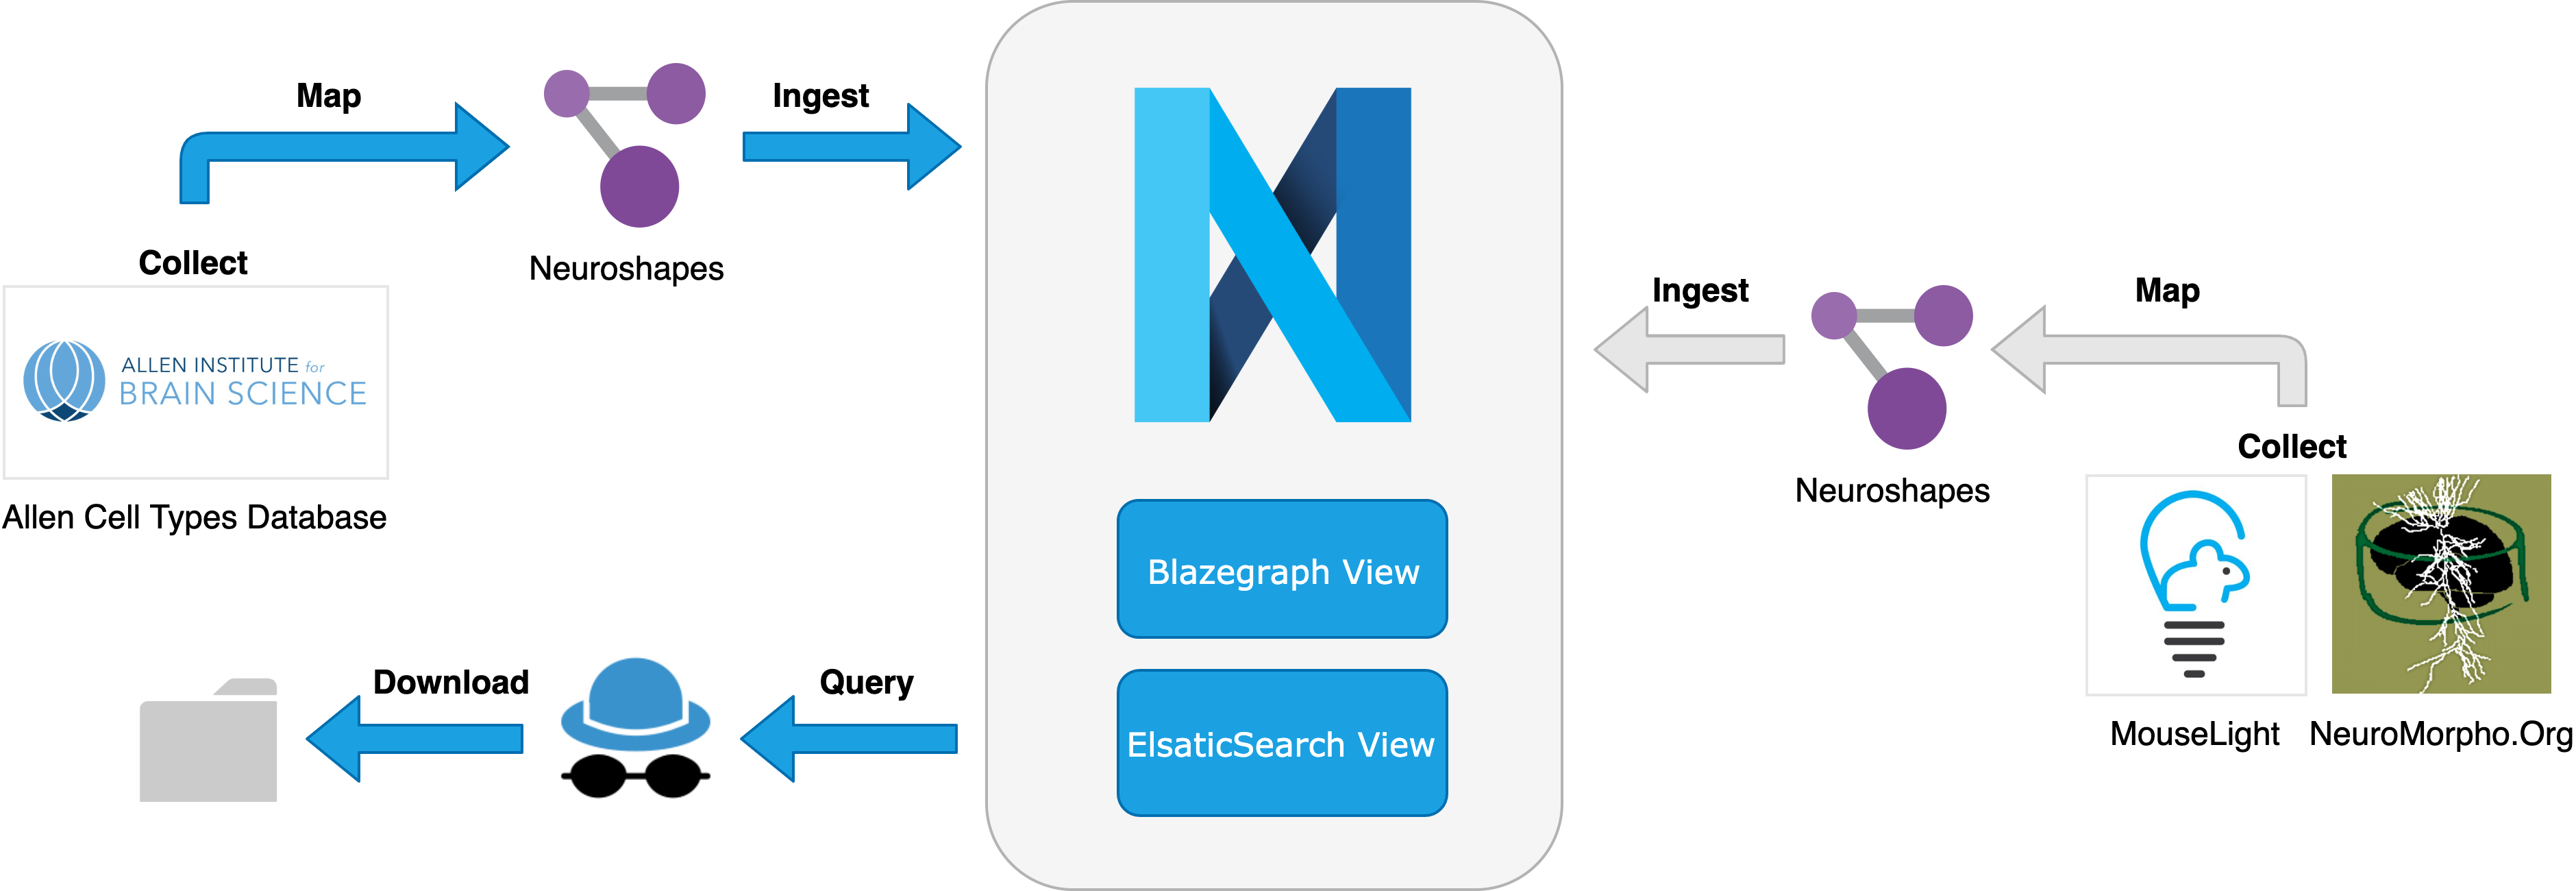 Map
Ingest
Collect
Neuroshapes
ALLEN INSTITUTE for
BRAIN SCIENCE
Allen Cell Types Database
Ingest
Map
Neuroshapes
Collect
MouseLight
NeuroMorpho.Org
Blazegraph View
ElsaticSearch View
Download
Query